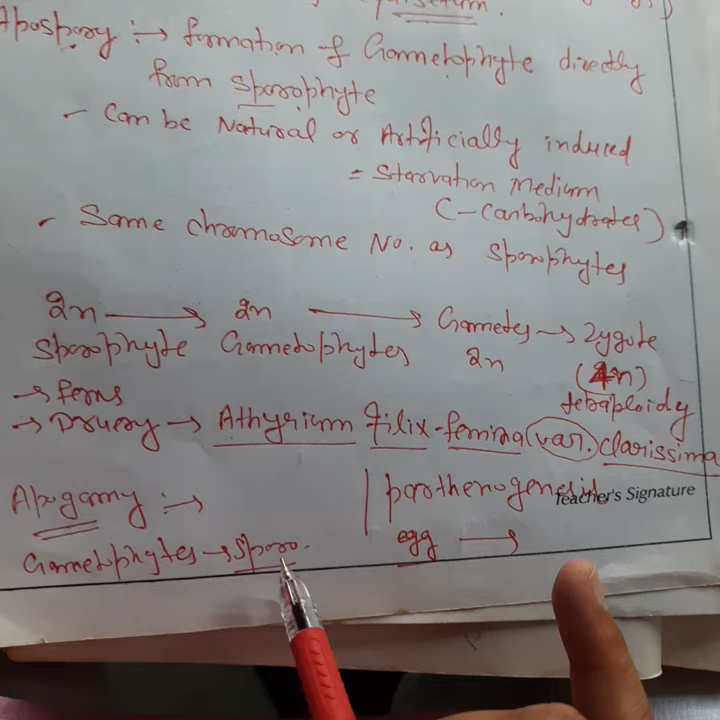 Apospory :→ formation of Gametophyte directly
from Sporophyte
- Can be Natural or Artificially induced
= Starvation Medium
(-Carbohydrates)
- Same chromosome No. as Sporophytes
2n → 2n → Gametes → Zygote
Sporophyte Gametophytes 2n (4n)
tetraploidy
→ ferns
→ Druery → Athyrium filix-femina (var.) clarissima
Apogamy :→ | parthenogenesis
Teacher's Signature
Gametophytes → Sporo. egg →